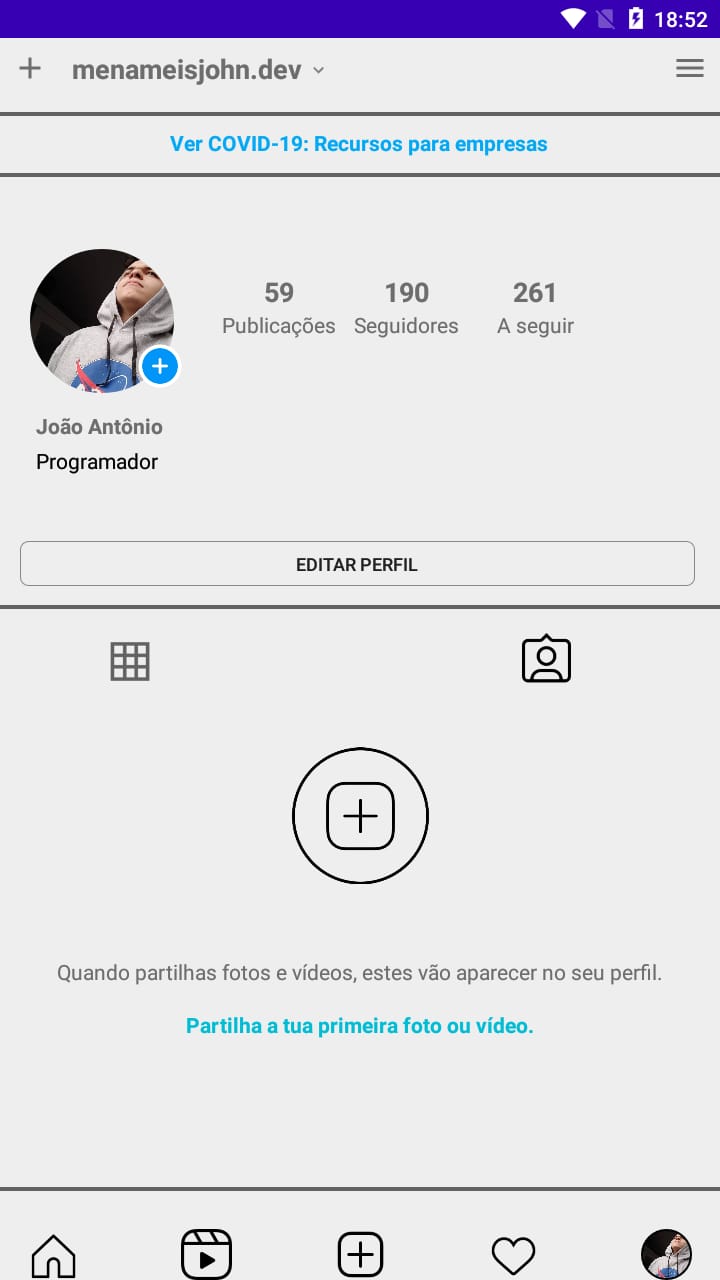 18:52
menameisjohn.dev
Ver COVID-19: Recursos para empresas
59 190 261
Publicações Seguidores A seguir
João Antônio
Programador
EDITAR PERFIL
Quando partilhas fotos e vídeos, estes vão aparecer no seu perfil.
Partilha a tua primeira foto ou vídeo.